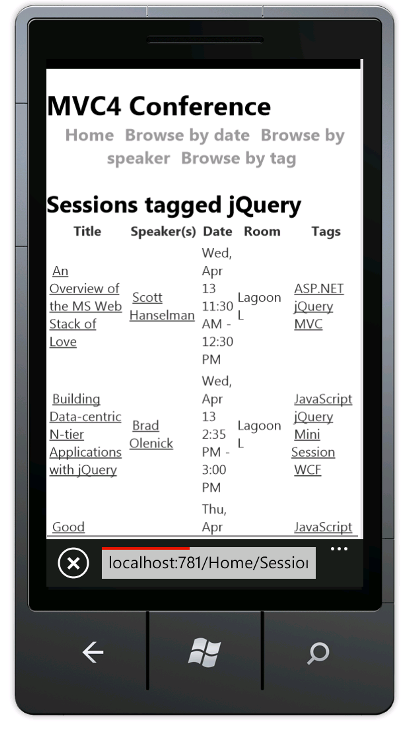 MVC4 Conference
Home Browse by date Browse by
speaker Browse by tag
Sessions tagged jQuery
Title Speaker(s) Date Room Tags
An
Overview of
the MS Web
Stack of
Love
Scott
Hanselman
Wed,
Apr
13
11:30
AM -
12:30
PM
Lagoon
L
ASP.NET
jQuery
MVC
Building
Data-centric
N-tier
Applications
with jQuery
Brad
Olenick
Wed,
Apr
13
2:35
PM -
3:00
PM
Lagoon
L
JavaScript
jQuery
Mini
Session
WCF
Good
Thu,
Apr
JavaScript
localhost:781/Home/Session